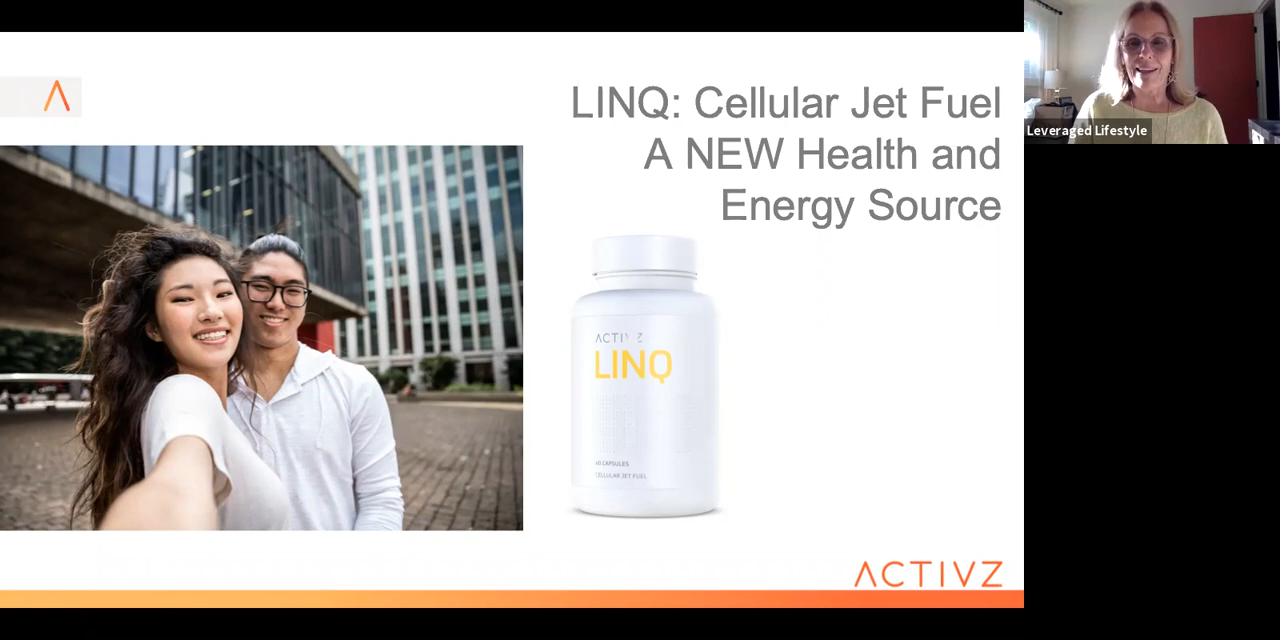 LINQ: Cellular Jet Fuel
A NEW Health and
Energy Source
Leveraged Lifestyle
ACTIVZ
LINQ
60 CAPSULES
CELLULAR JET FUEL
ACTIVZ